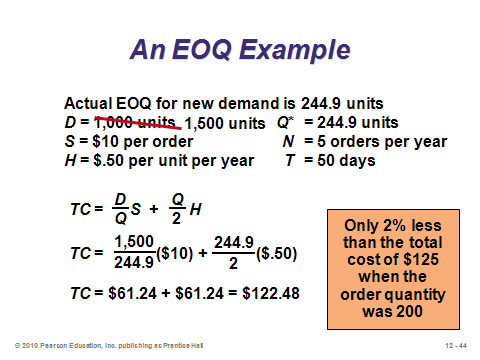 An EOQ Example
Actual EOQ for new demand is 244.9 units
D = 1,000 units 1,500 units Q* = 244.9 units
S = $10 per order N = 5 orders per year
H = $.50 per unit per year T = 50 days
TC = D/Q S + Q/2 H
TC = 1,500/244.9 ($10) + 244.9/2 ($.50)
TC = $61.24 + $61.24 = $122.48
Only 2% less
than the total
cost of $125
when the
order quantity
was 200
© 2010 Pearson Education, Inc. publishing as Prentice Hall 12 - 44